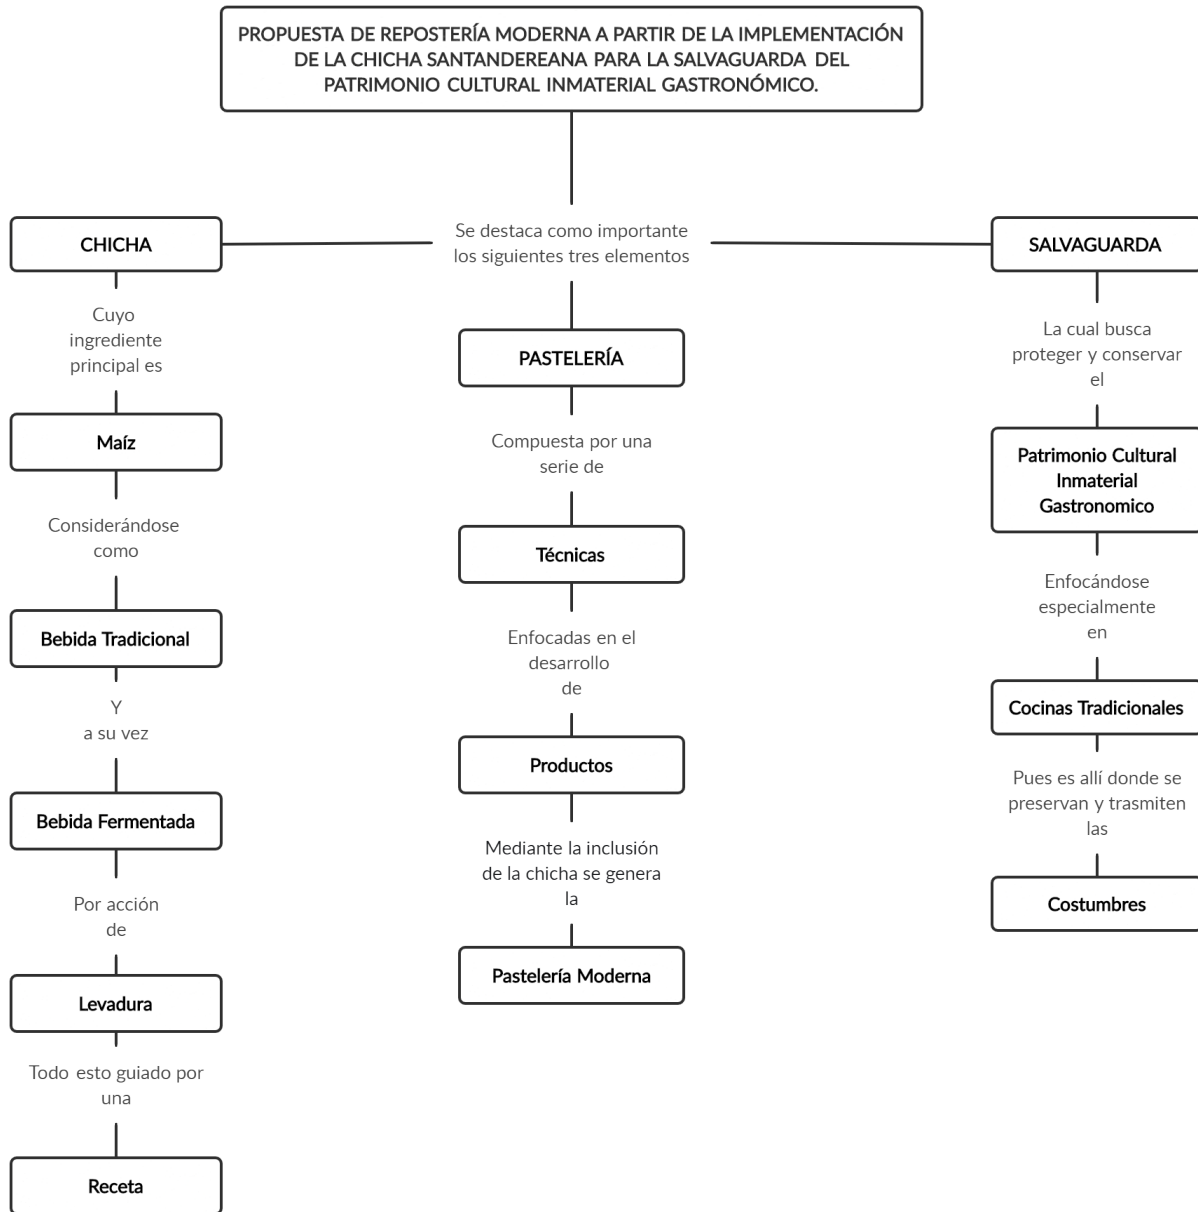 PROPUESTA DE REPOSTERÍA MODERNA A PARTIR DE LA IMPLEMENTACIÓN
DE LA CHICHA SANTANDEREANA PARA LA SALVAGUARDA DEL
PATRIMONIO CULTURAL INMATERIAL GASTRONÓMICO.
Se destaca como importante
los siguientes tres elementos
CHICHA
Cuyo
ingrediente
principal es
Maíz
Considerándose
como
Bebida Tradicional
Y
a su vez
Bebida Fermentada
Por acción
de
Levadura
Todo esto guiado por
una
Receta
PASTELERÍA
Compuesta por una
serie de
Técnicas
Enfocadas en el
desarrollo
de
Productos
Mediante la inclusión
de la chicha se genera
la
Pastelería Moderna
SALVAGUARDA
La cual busca
proteger y conservar
el
Patrimonio Cultural
Inmaterial
Gastronomico
Enfocándose
especialmente
en
Cocinas Tradicionales
Pues es allí donde se
preservan y trasmiten
las
Costumbres